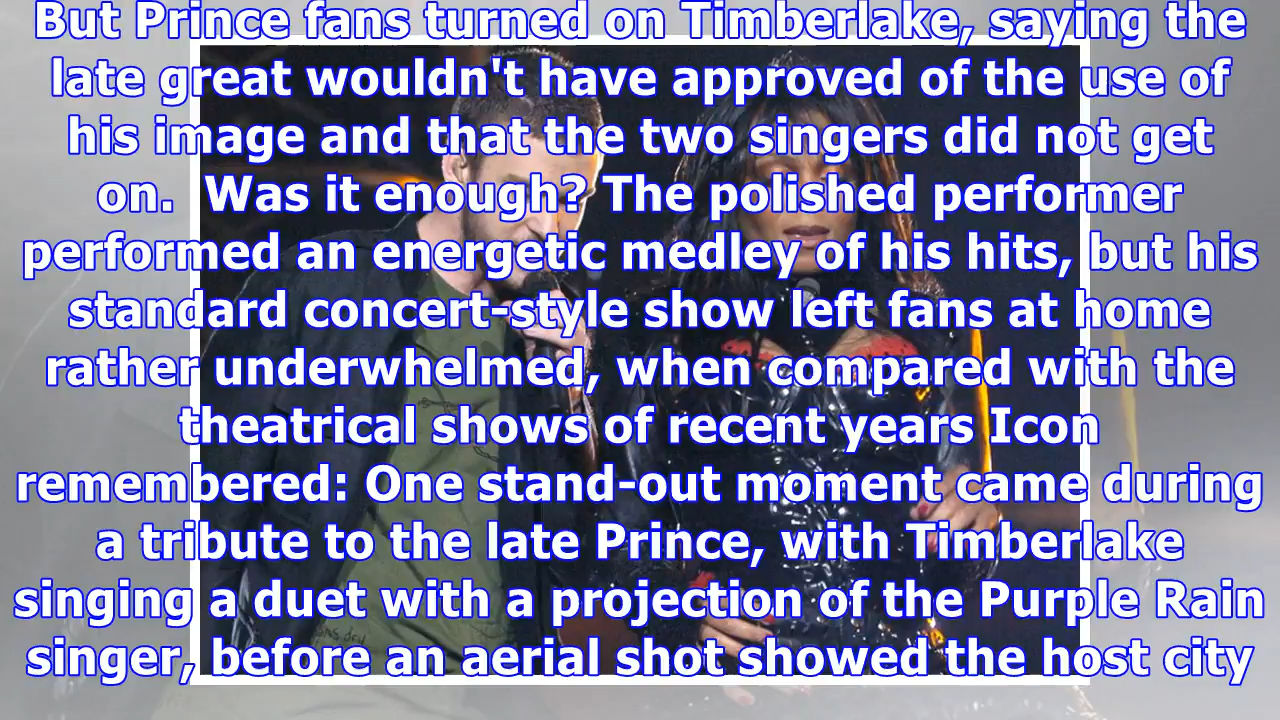 But Prince fans turned on Timberlake, saying the
late great wouldn't have approved of the use of
his image and that the two singers did not get
on.  Was it enough? The polished performer
performed an energetic medley of his hits, but his
standard concert-style show left fans at home
rather underwhelmed, when compared with the
theatrical shows of recent years Icon
remembered: One stand-out moment came during
a tribute to the late Prince, with Timberlake
singing a duet with a projection of the Purple Rain
singer, before an aerial shot showed the host city